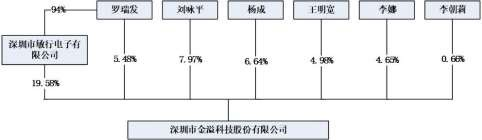 94%
罗瑞发
刘咏平
杨成
王明宽
李娜
李朝莉
深圳市敏行电子有
限公司
19.58%
5.48%
7.97%
6.64%
4.98%
4.65%
0.66%
深圳市金溢科技股份有限公司